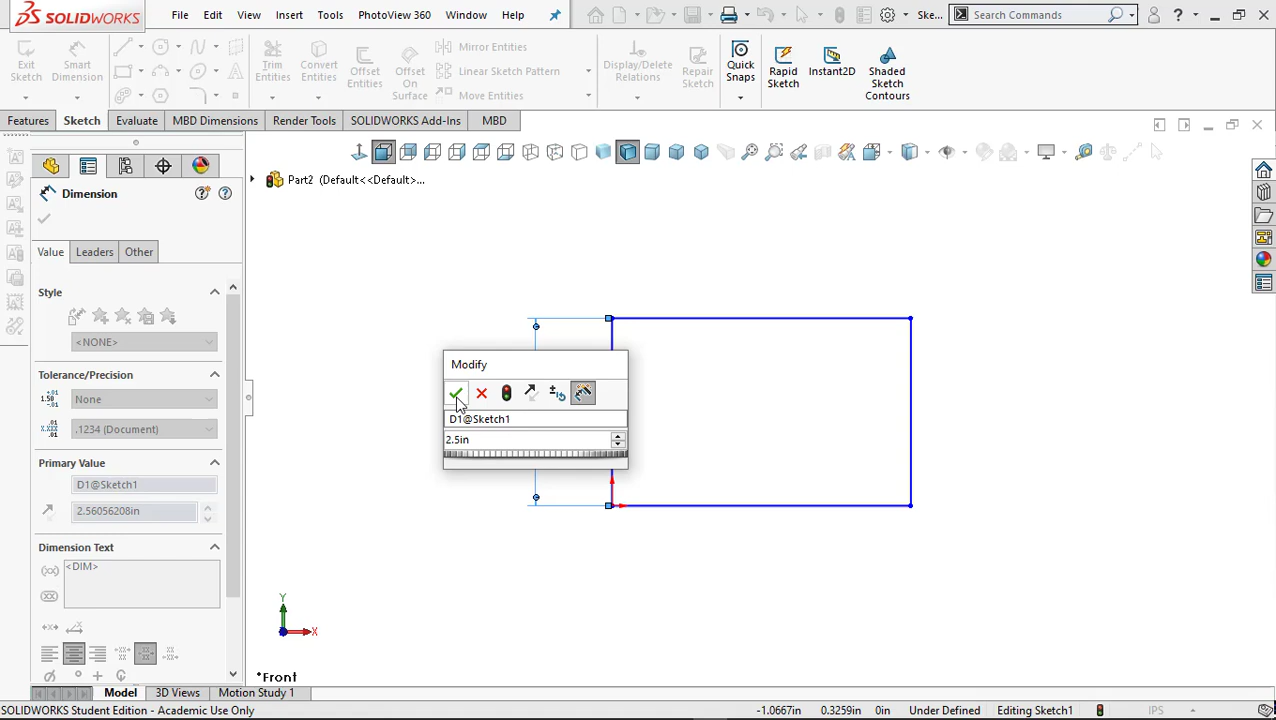 SOLIDWORKS File Edit View Insert Tools PhotoView 360 Window Help Ske... Search Commands ?
Exit Sketch
Smart Dimension
Trim Entities
Convert Entities
Offset Entities
Offset On Surface
Mirror Entities
Linear Sketch Pattern
Move Entities
Display/Delete Relations
Repair Sketch
Quick Snaps
Rapid Sketch
Instant2D
Shaded Sketch Contours
Features Sketch Evaluate MBD Dimensions Render Tools SOLIDWORKS Add-Ins MBD
Part2 (Default<<Default>...
Dimension
Value Leaders Other
Style
<NONE>
Tolerance/Precision
None
.1234 (Document)
Primary Value
D1@Sketch1
2.56056208in
Dimension Text
<DIM>
Modify
D1@Sketch1
2.5in
Y
X
*Front
Model 3D Views Motion Study 1
SOLIDWORKS Student Edition - Academic Use Only -1.0667in 0.3259in 0in Under Defined Editing Sketch1 IPS